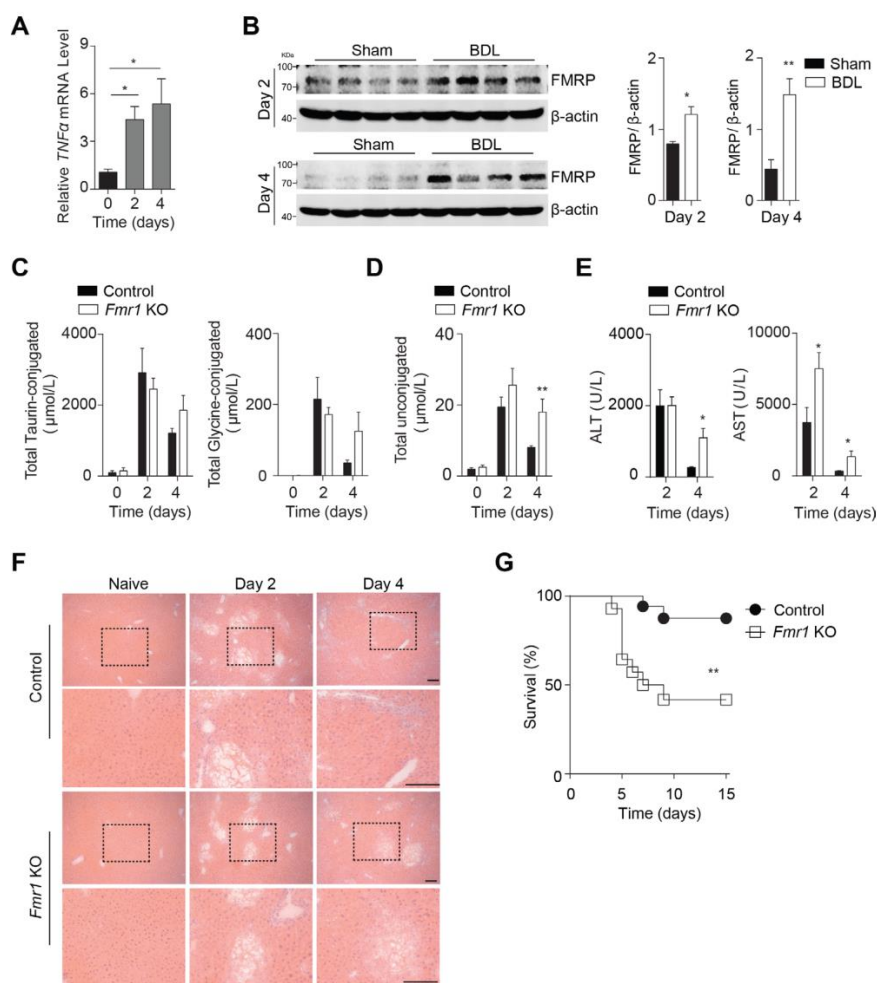 A
Relative TNFα mRNA Level
9
6
3
0
*
*
0 2 4
Time (days)
B
KDa
Sham BDL
Day 2
100
70
40
FMRP
β-actin
Sham BDL
Day 4
100
70
40
FMRP
β-actin
FMRP/ β-actin
2
1
0
*
Day 2
FMRP/ β-actin
2
1
0
**
Day 4
Sham
BDL
C
Control
Fmr1 KO
Total Taurin-conjugated
( μmol/L)
4000
2000
0
0 2 4
Time (days)
Total Glycine-conjugated
( μmol/L)
400
200
0
0 2 4
Time (days)
D
Control
Fmr1 KO
Total unconjugated
( μmol/L)
40
20
0
**
0 2 4
Time (days)
E
Control
Fmr1 KO
ALT (U/L)
4000
2000
0
*
2 4
Time (days)
AST (U/L)
10000
5000
0
*
*
2 4
Time (days)
F
Naive Day 2 Day 4
Control
Fmr1 KO
G
Survival (%)
100
50
0
**
0 5 10 15
Time (days)
Control
Fmr1 KO